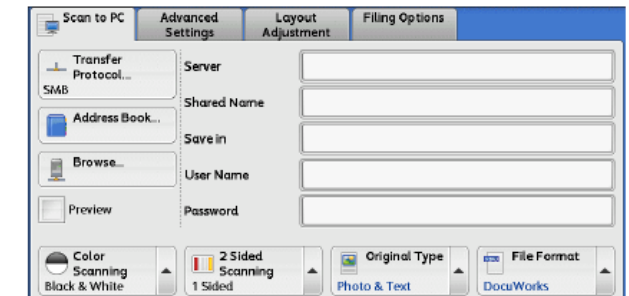 Scan to PC
Advanced
Settings
Layout
Adjustment
Filing Options
Transfer
Protocol...
SMB
Address Book...
Browse...
Preview
Server
Shared Name
Save in
User Name
Password
Color
Scanning
Black & White
2 Sided
Scanning
1 Sided
Original Type
Photo & Text
File Format
DocuWorks